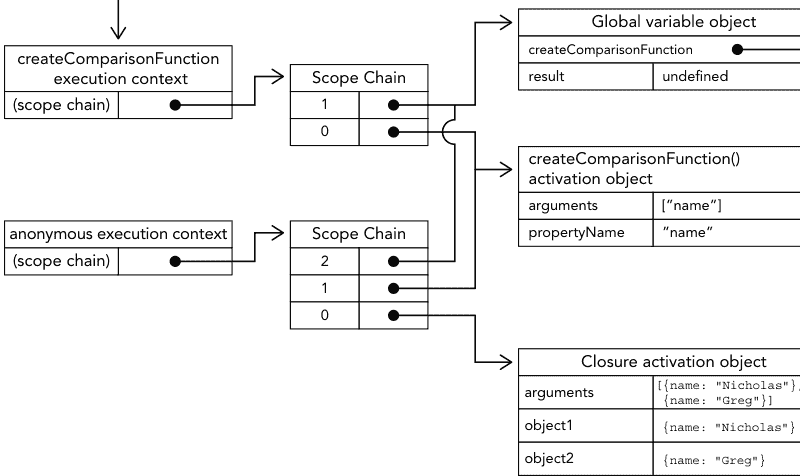 createComparisonFunction
execution context
(scope chain)
Scope Chain
1
0
Global variable object
createComparisonFunction
result undefined
createComparisonFunction()
activation object
arguments ["name"]
propertyName "name"
anonymous execution context
(scope chain)
Scope Chain
2
1
0
Closure activation object
arguments [{name: "Nicholas"},
{name: "Greg"}]
object1 {name: "Nicholas"}
object2 {name: "Greg"}